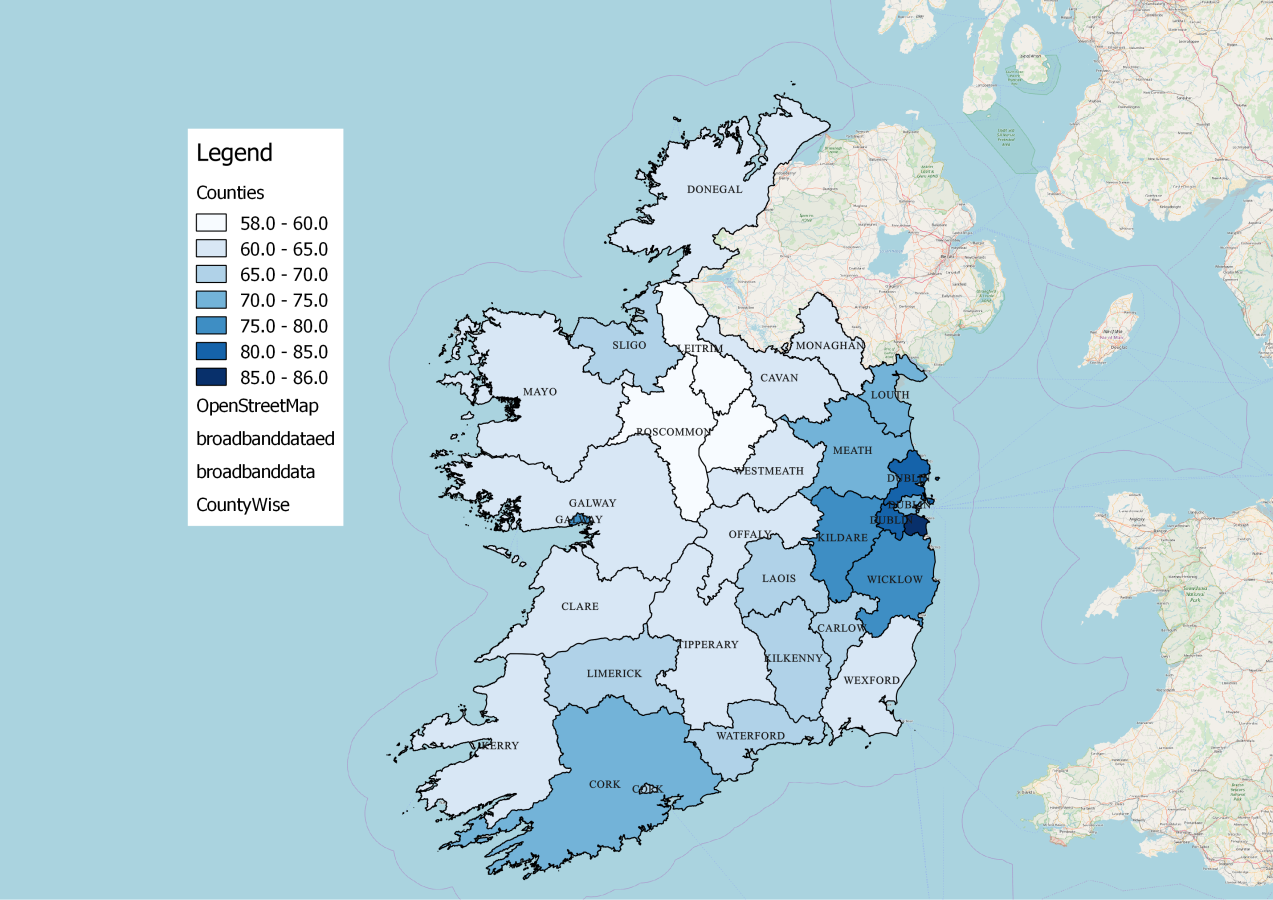 Legend
Counties
58.0 - 60.0
60.0 - 65.0
65.0 - 70.0
70.0 - 75.0
75.0 - 80.0
80.0 - 85.0
85.0 - 86.0
OpenStreetMap
broadbanddataed
broadbanddata
CountyWise
DONEGAL
SLIGO
LEITRIM
MONAGHAN
CAVAN
MAYO
LOUTH
ROSCOMMON
MEATH
WESTMEATH
DUBLIN
GALWAY
DUBLIN
GALWAY
DUBLIN
OFFALY
KILDARE
LAOIS
WICKLOW
CLARE
CARLOW
TIPPERARY
KILKENNY
LIMERICK
WEXFORD
WATERFORD
KERRY
CORK
CORK